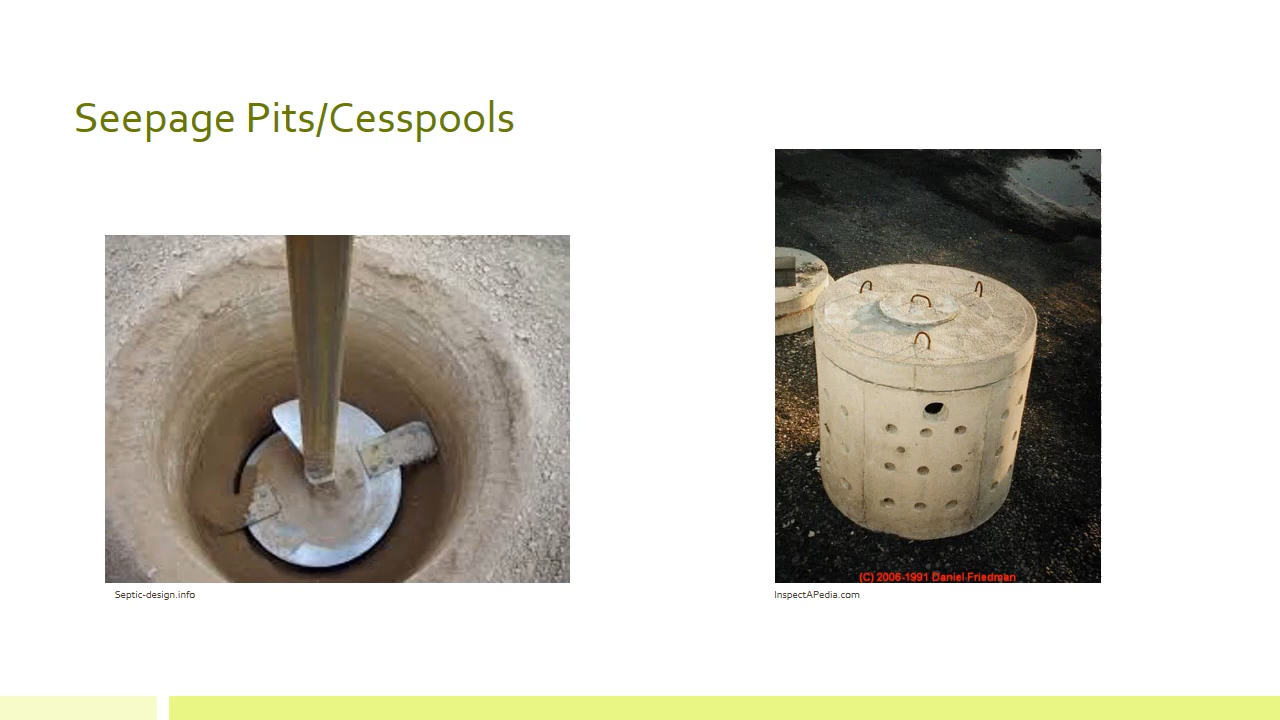 Seepage Pits/Cesspools
(C) 2006-1991 Daniel Friedman
Septic-design.info
InspectAPedia.com